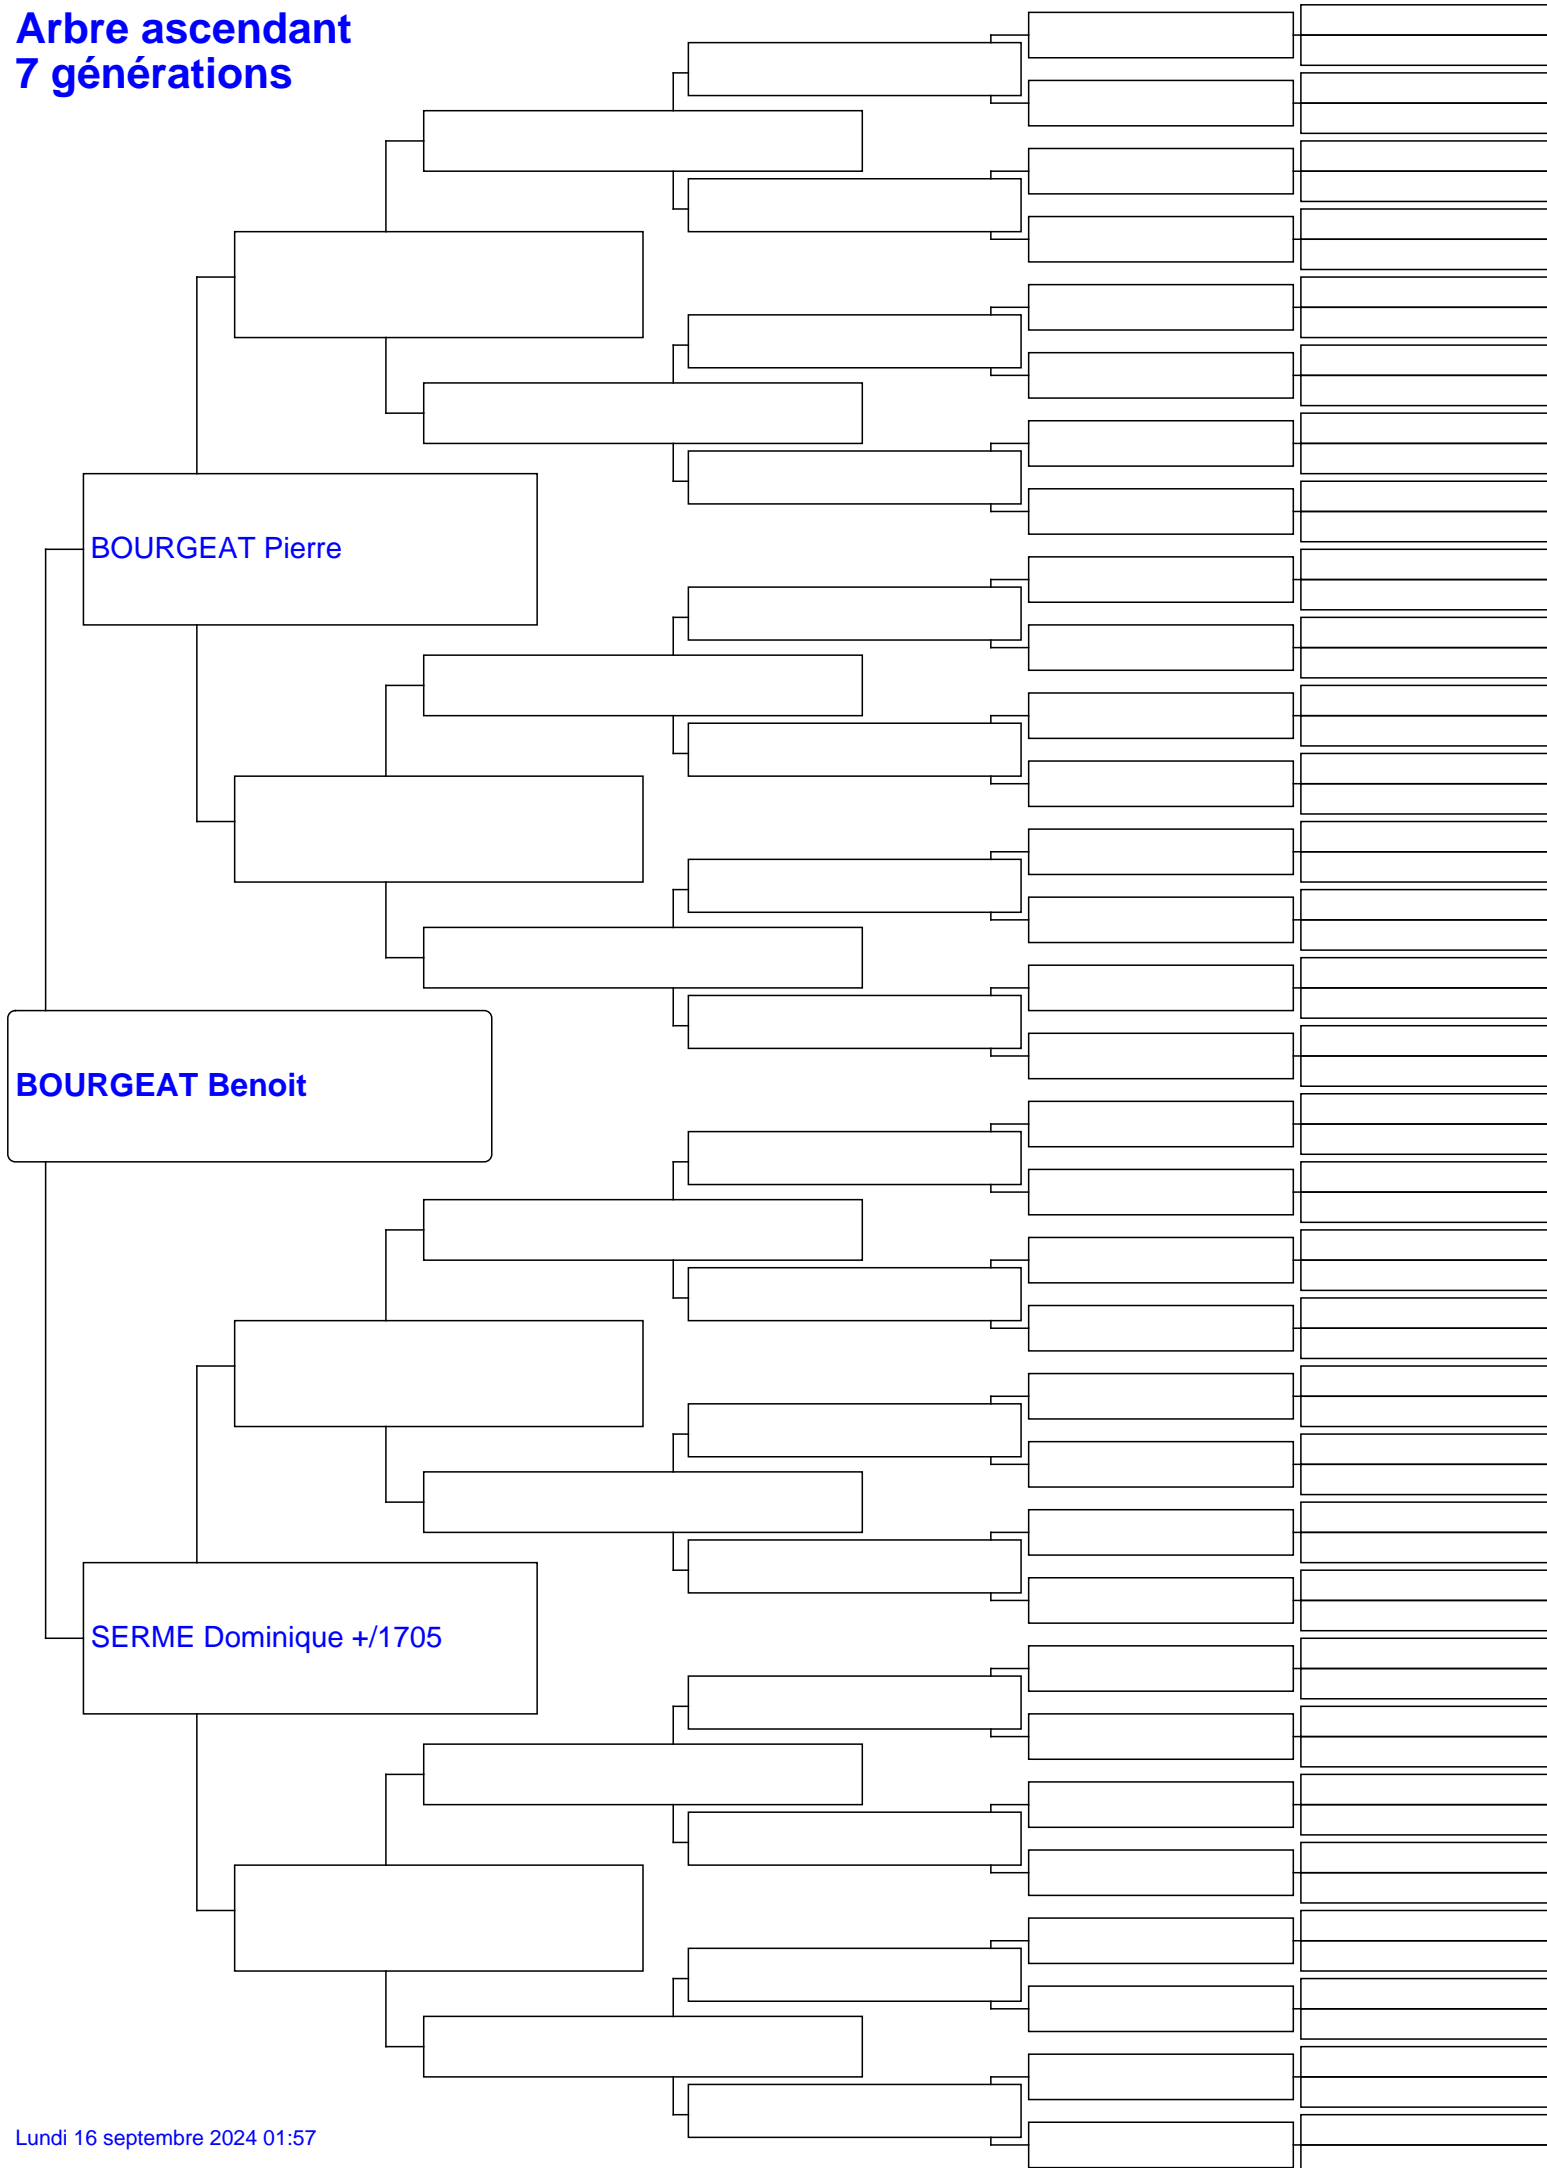 Arbre ascendant
7 générations
BOURGEAT Pierre
BOURGEAT Benoit
SERME Dominique +/1705
Lundi 16 septembre 2024 01:57